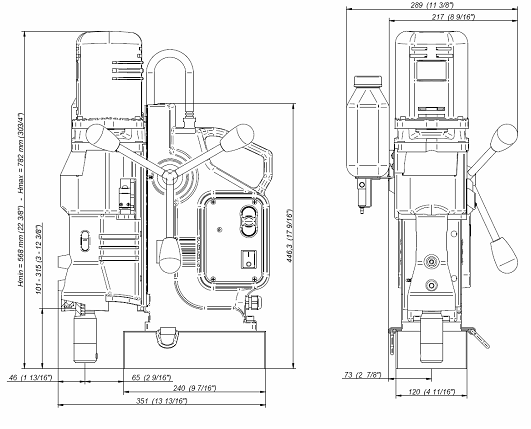 289 (11 3/8")
217 (8 9/16")
Hmin = 568 mm (22 3/8") - Hmax = 782 mm (303/4")
101 - 315 (3 - 12 3/8")
446.3 (17 9/16")
46 (1 13/16")
65 (2 9/16")
240 (9 7/16")
351 (13 13/16")
73 (2 7/8")
120 (4 11/16")